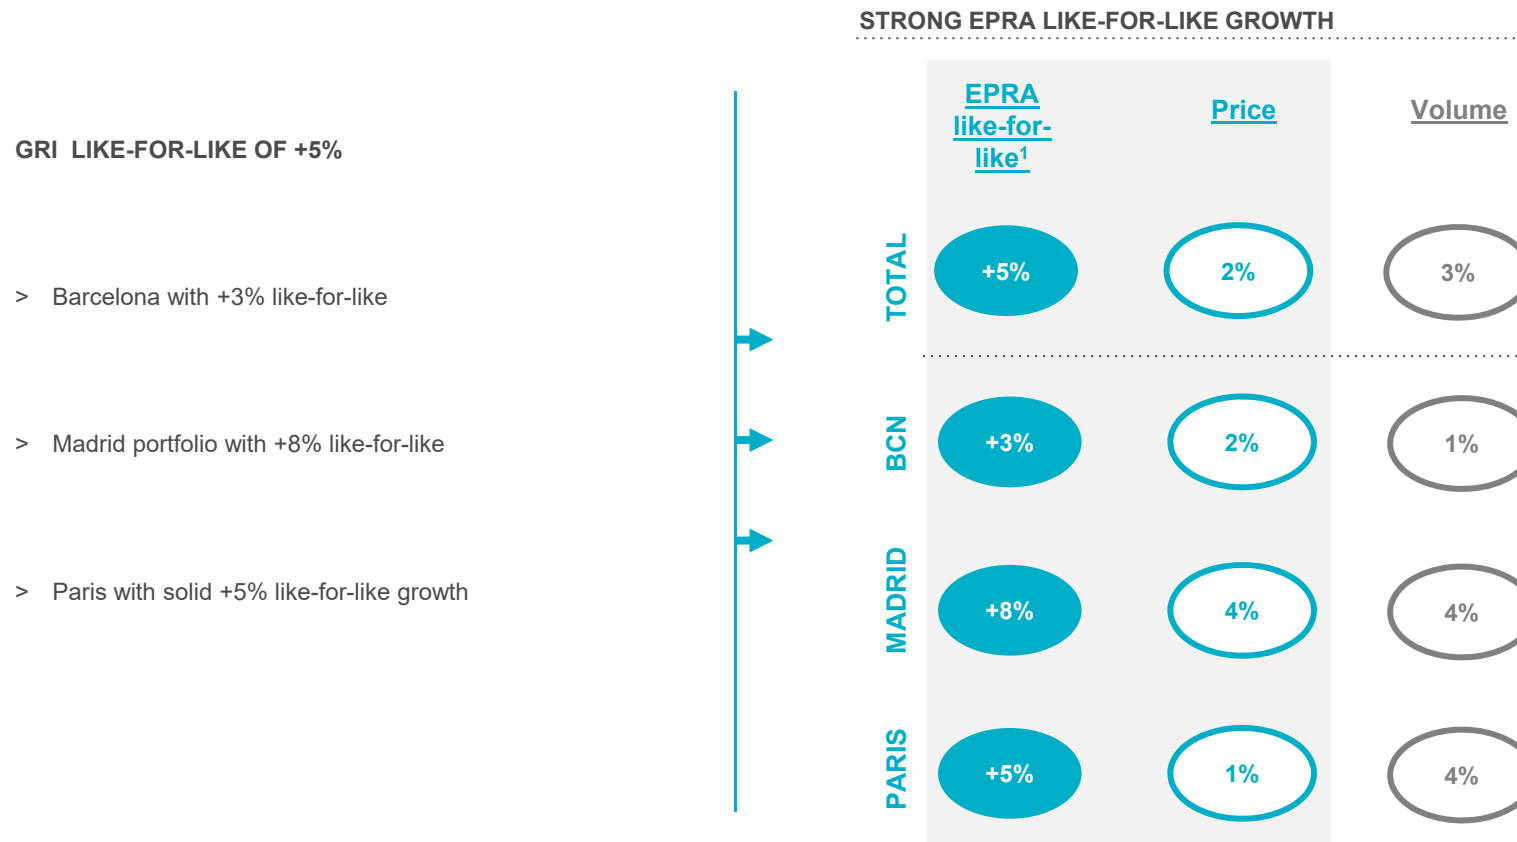 STRONG EPRA LIKE-FOR-LIKE GROWTH
GRI LIKE-FOR-LIKE OF +5%
> Barcelona with +3% like-for-like
> Madrid portfolio with +8% like-for-like
> Paris with solid +5% like-for-like growth
EPRA
like-for-
like¹
Price
Volume
TOTAL
+5%
2%
3%
BCN
+3%
2%
1%
MADRID
+8%
4%
4%
PARIS
+5%
1%
4%